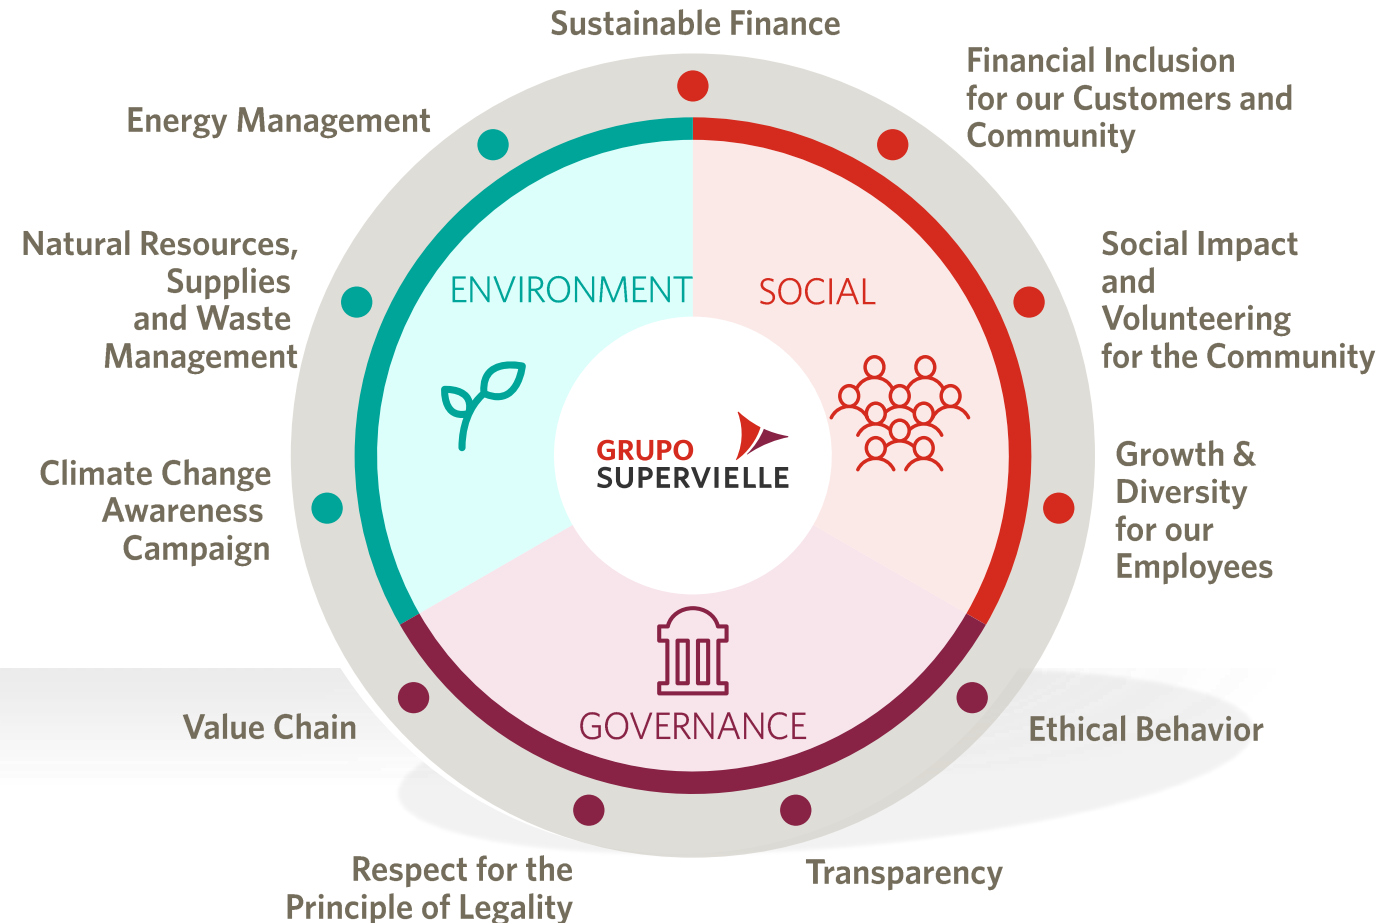 Sustainable Finance
Financial Inclusion
for our Customers and
Community
Energy Management
Natural Resources,
Supplies
and Waste
Management
Social Impact
and
Volunteering
for the Community
ENVIRONMENT
SOCIAL
GRUPO
SUPERVIELLE
Climate Change
Awareness
Campaign
Growth &
Diversity
for our
Employees
GOVERNANCE
Value Chain
Ethical Behavior
Respect for the
Principle of Legality
Transparency